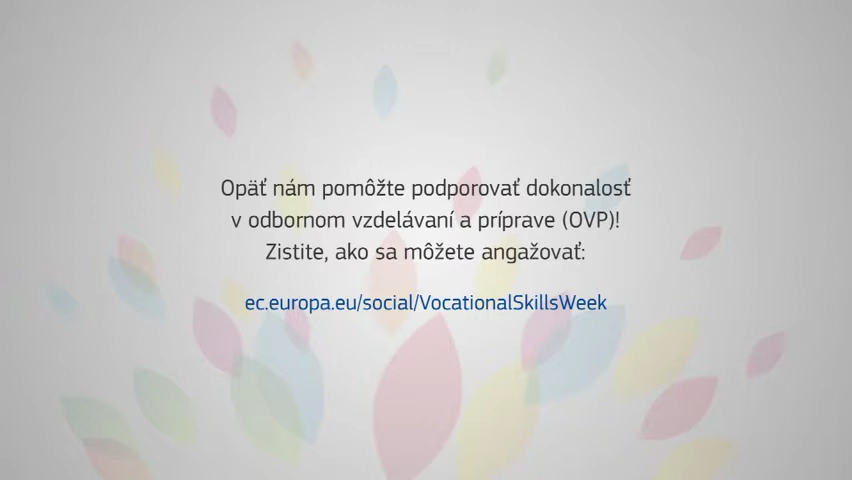 Opäť nám pomôžte podporovať dokonalosť
v odbornom vzdelávaní a príprave (OVP)!
Zistite, ako sa môžete angažovať:
ec.europa.eu/social/VocationalSkillsWeek